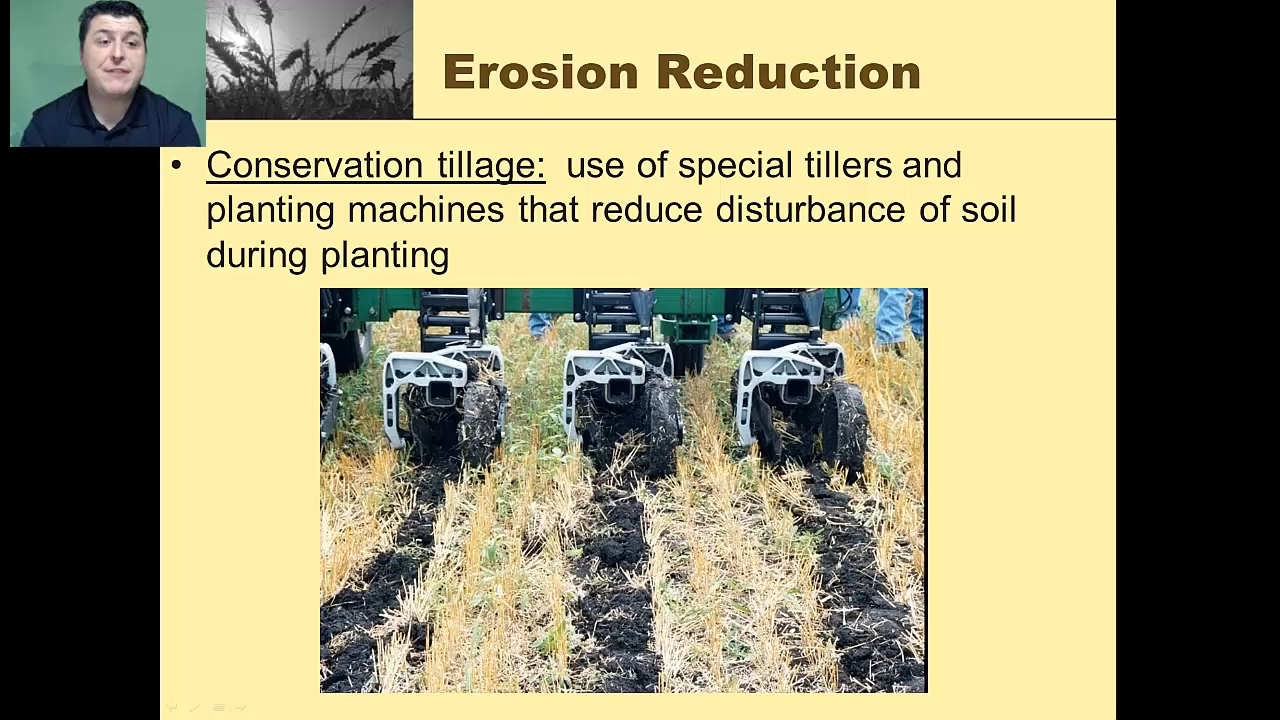 Erosion Reduction
• Conservation tillage: use of special tillers and
planting machines that reduce disturbance of soil
during planting